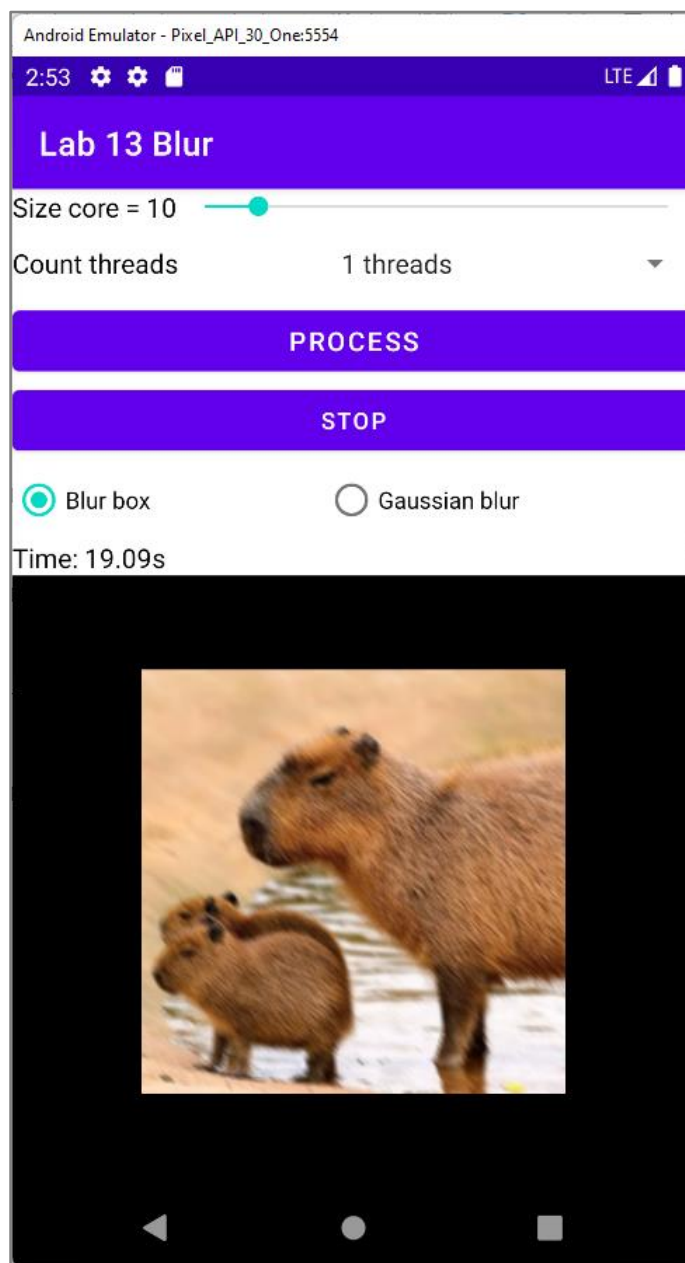 Android Emulator - Pixel_API_30_One:5554
2:53 LTE
Lab 13 Blur
Size core = 10
Count threads 1 threads
PROCESS
STOP
Blur box Gaussian blur
Time: 19.09s